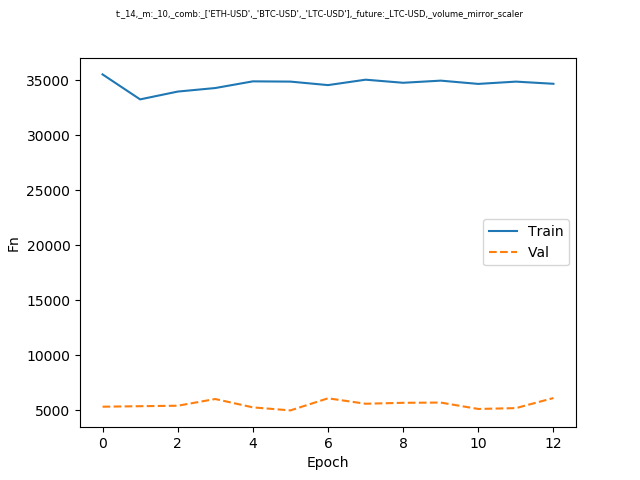 t:_14,_m:_10,_comb:_['ETH-USD',_'BTC-USD',_'LTC-USD'],_future:_LTC-USD,_volume_mirror_scaler
35000
30000
25000
20000
15000
10000
5000
Fn
Train
Val
0 2 4 6 8 10 12
Epoch